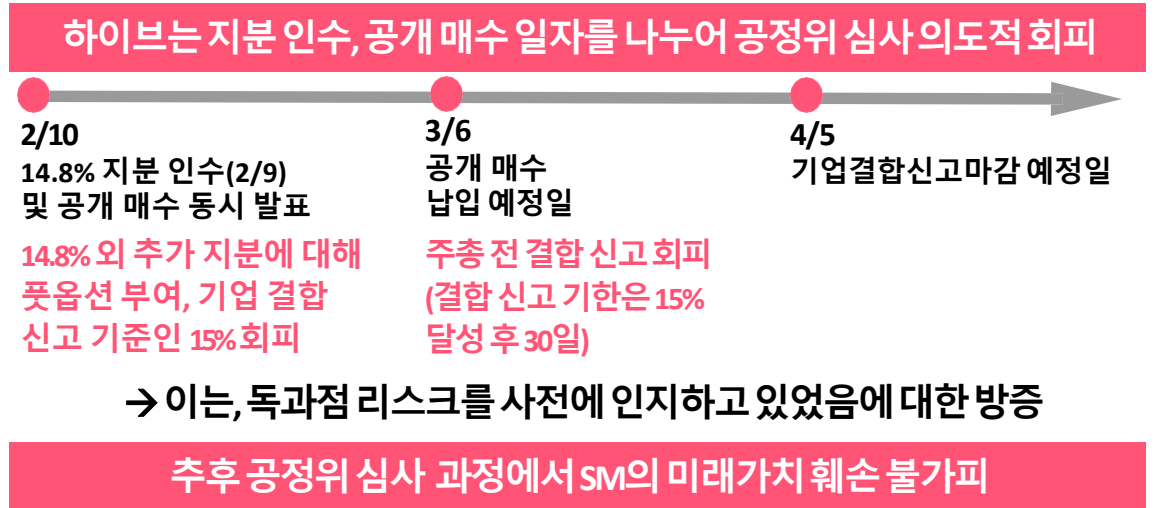 하이브는 지분 인수, 공개 매수 일자를 나누어 공정위 심사 의도적 회피
2/10
14.8% 지분 인수(2/9)
및 공개 매수 동시 발표
14.8% 외 추가 지분에 대해
풋옵션 부여, 기업 결합
신고 기준인 15% 회피
3/6
공개 매수
납입 예정일
주총 전 결합 신고 회피
(결합 신고 기한은 15%
달성 후 30일)
4/5
기업결합신고마감 예정일
→ 이는, 독과점 리스크를 사전에 인지하고 있었음에 대한 방증
추후 공정위 심사 과정에서 SM의 미래가치 훼손 불가피